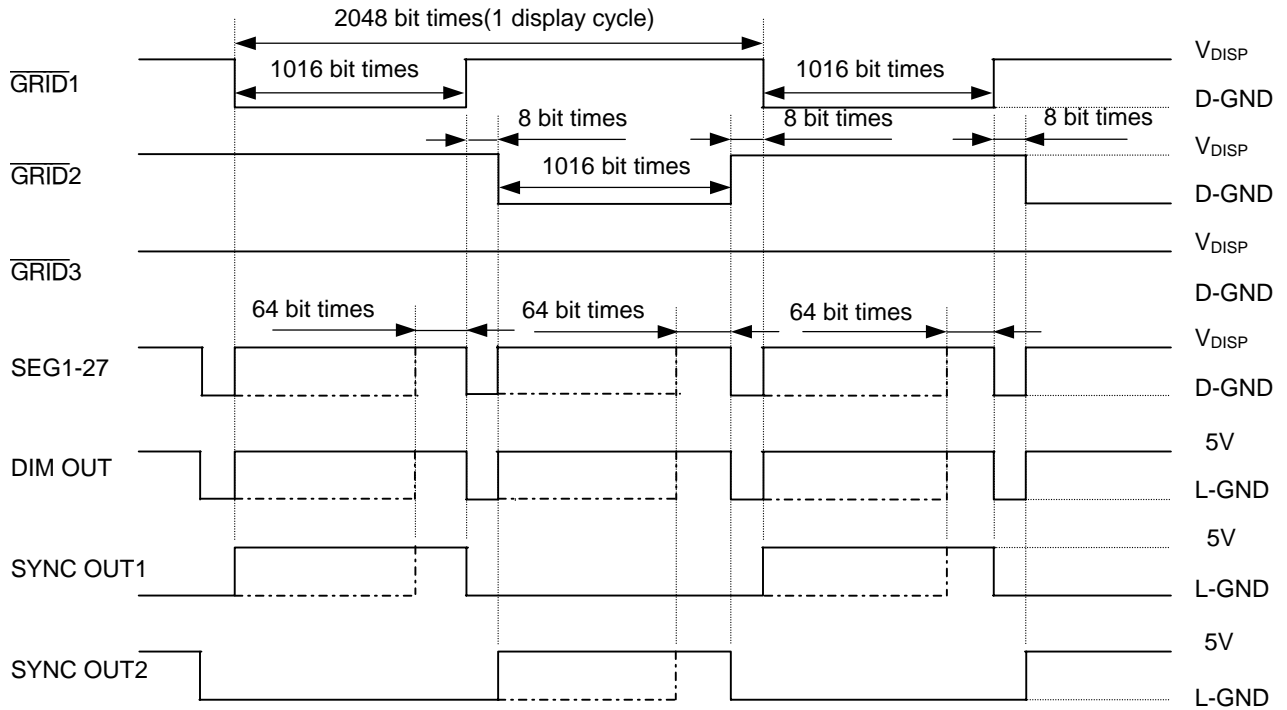 2048 bit times(1 display cycle)
GRID1
1016 bit times
1016 bit times
VDISP
D-GND
8 bit times
8 bit times
8 bit times
GRID2
1016 bit times
VDISP
D-GND
GRID3
VDISP
D-GND
64 bit times
64 bit times
64 bit times
SEG1-27
VDISP
D-GND
DIM OUT
5V
L-GND
SYNC OUT1
5V
L-GND
SYNC OUT2
5V
L-GND